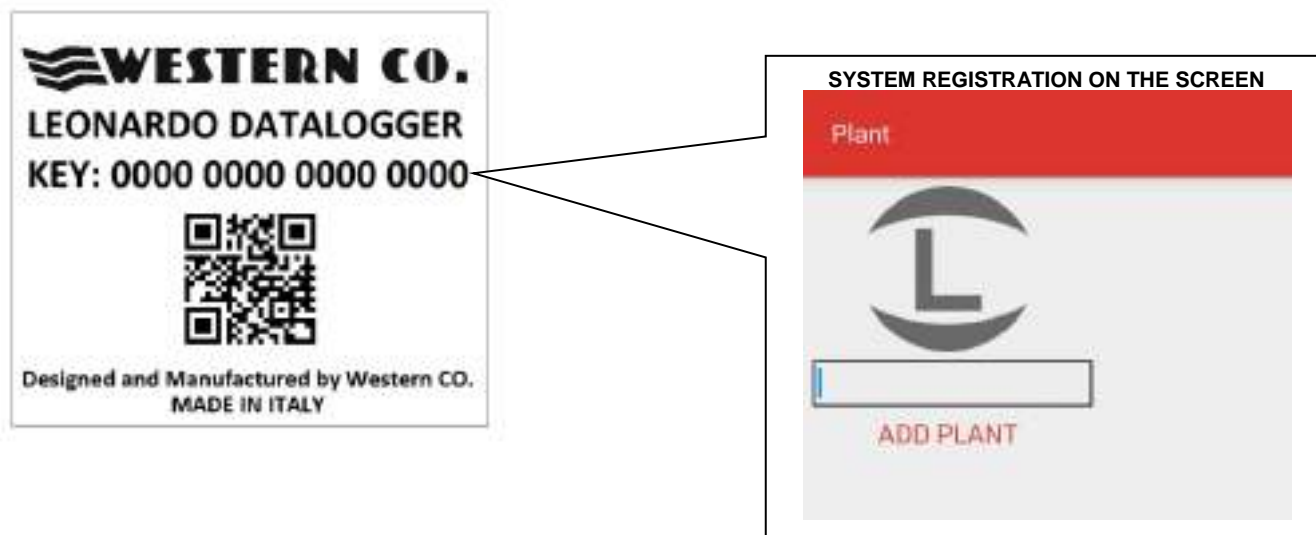 WESTERN CO.
LEONARDO DATALOGGER
KEY: 0000 0000 0000 0000
Designed and Manufactured by Western CO.
MADE IN ITALY
SYSTEM REGISTRATION ON THE SCREEN
Plant
L
ADD PLANT